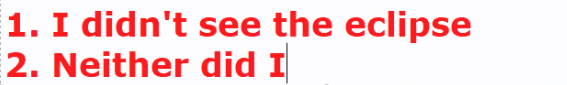 1. I didn't see the eclipse
2. Neither did I